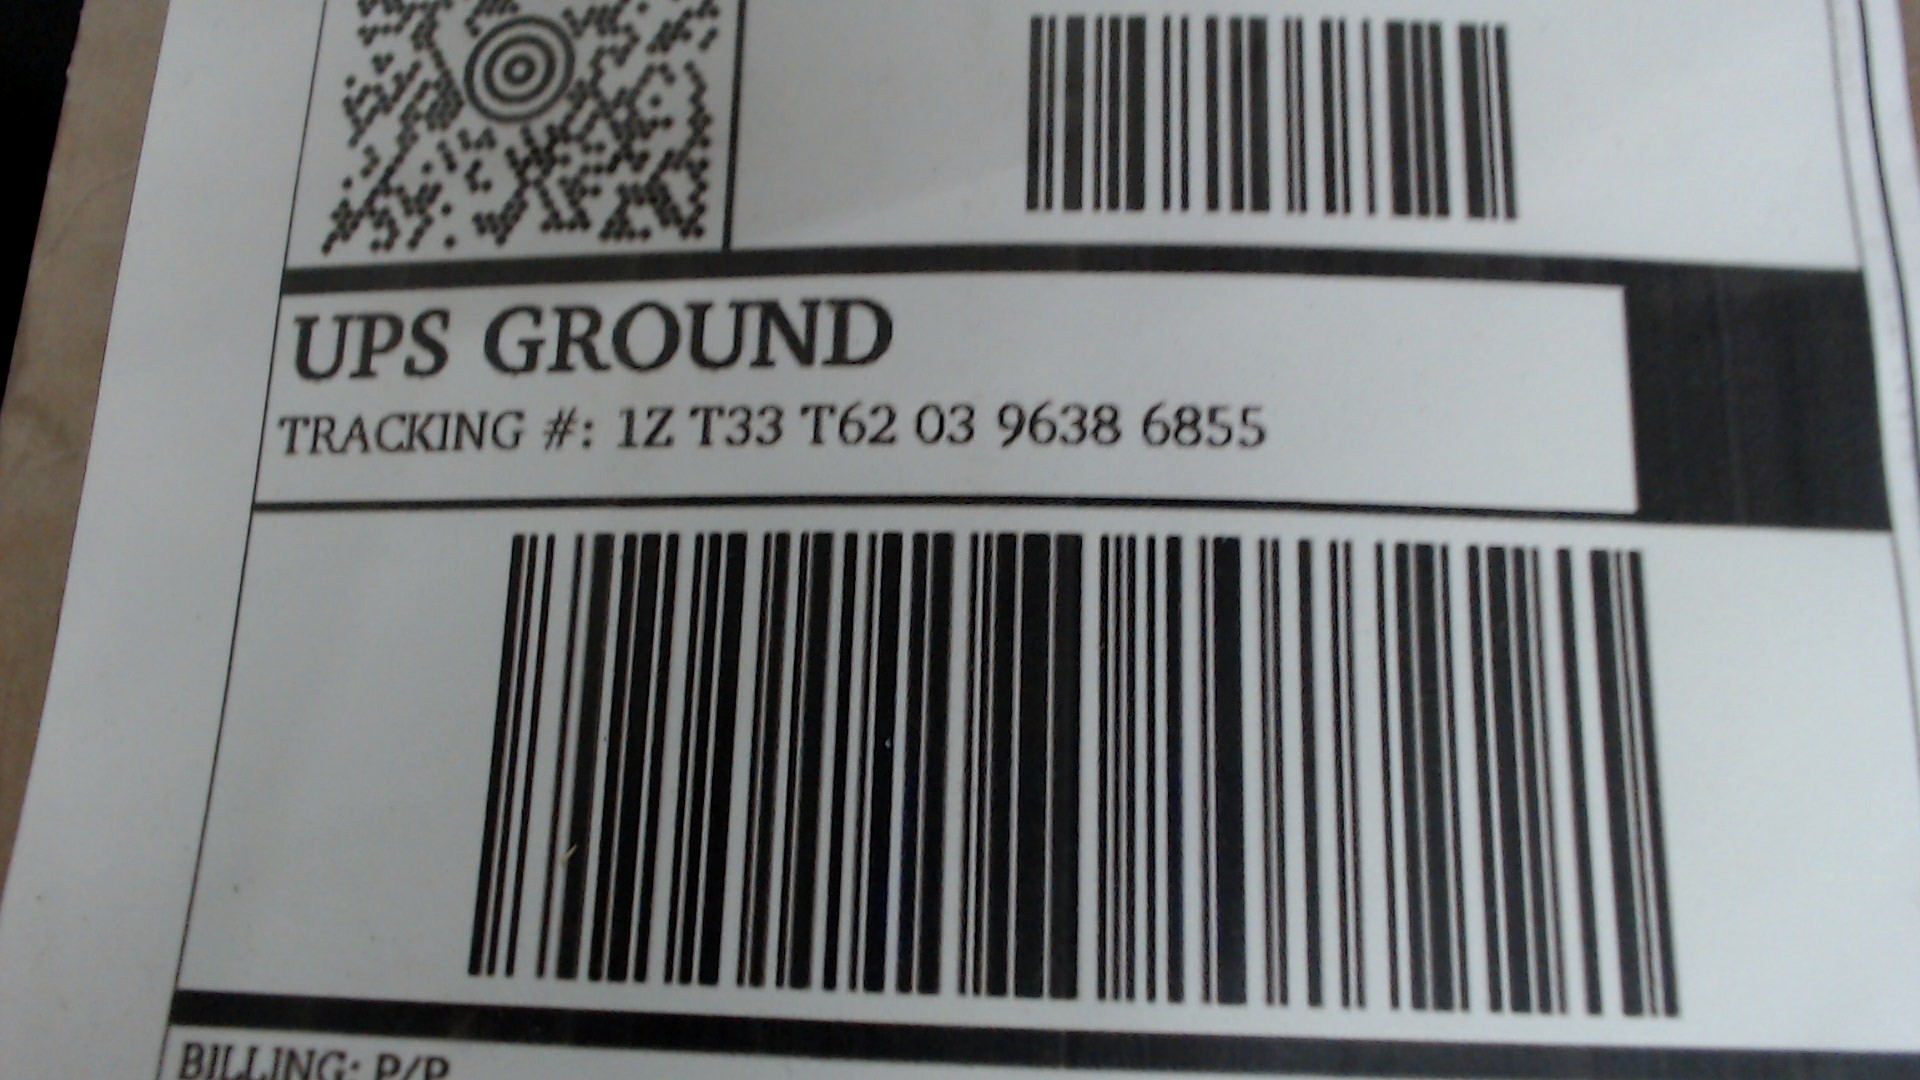 UPS GROUND
TRACKING #: 1Z T33 T62 03 9638 6855
BILLING: P/P